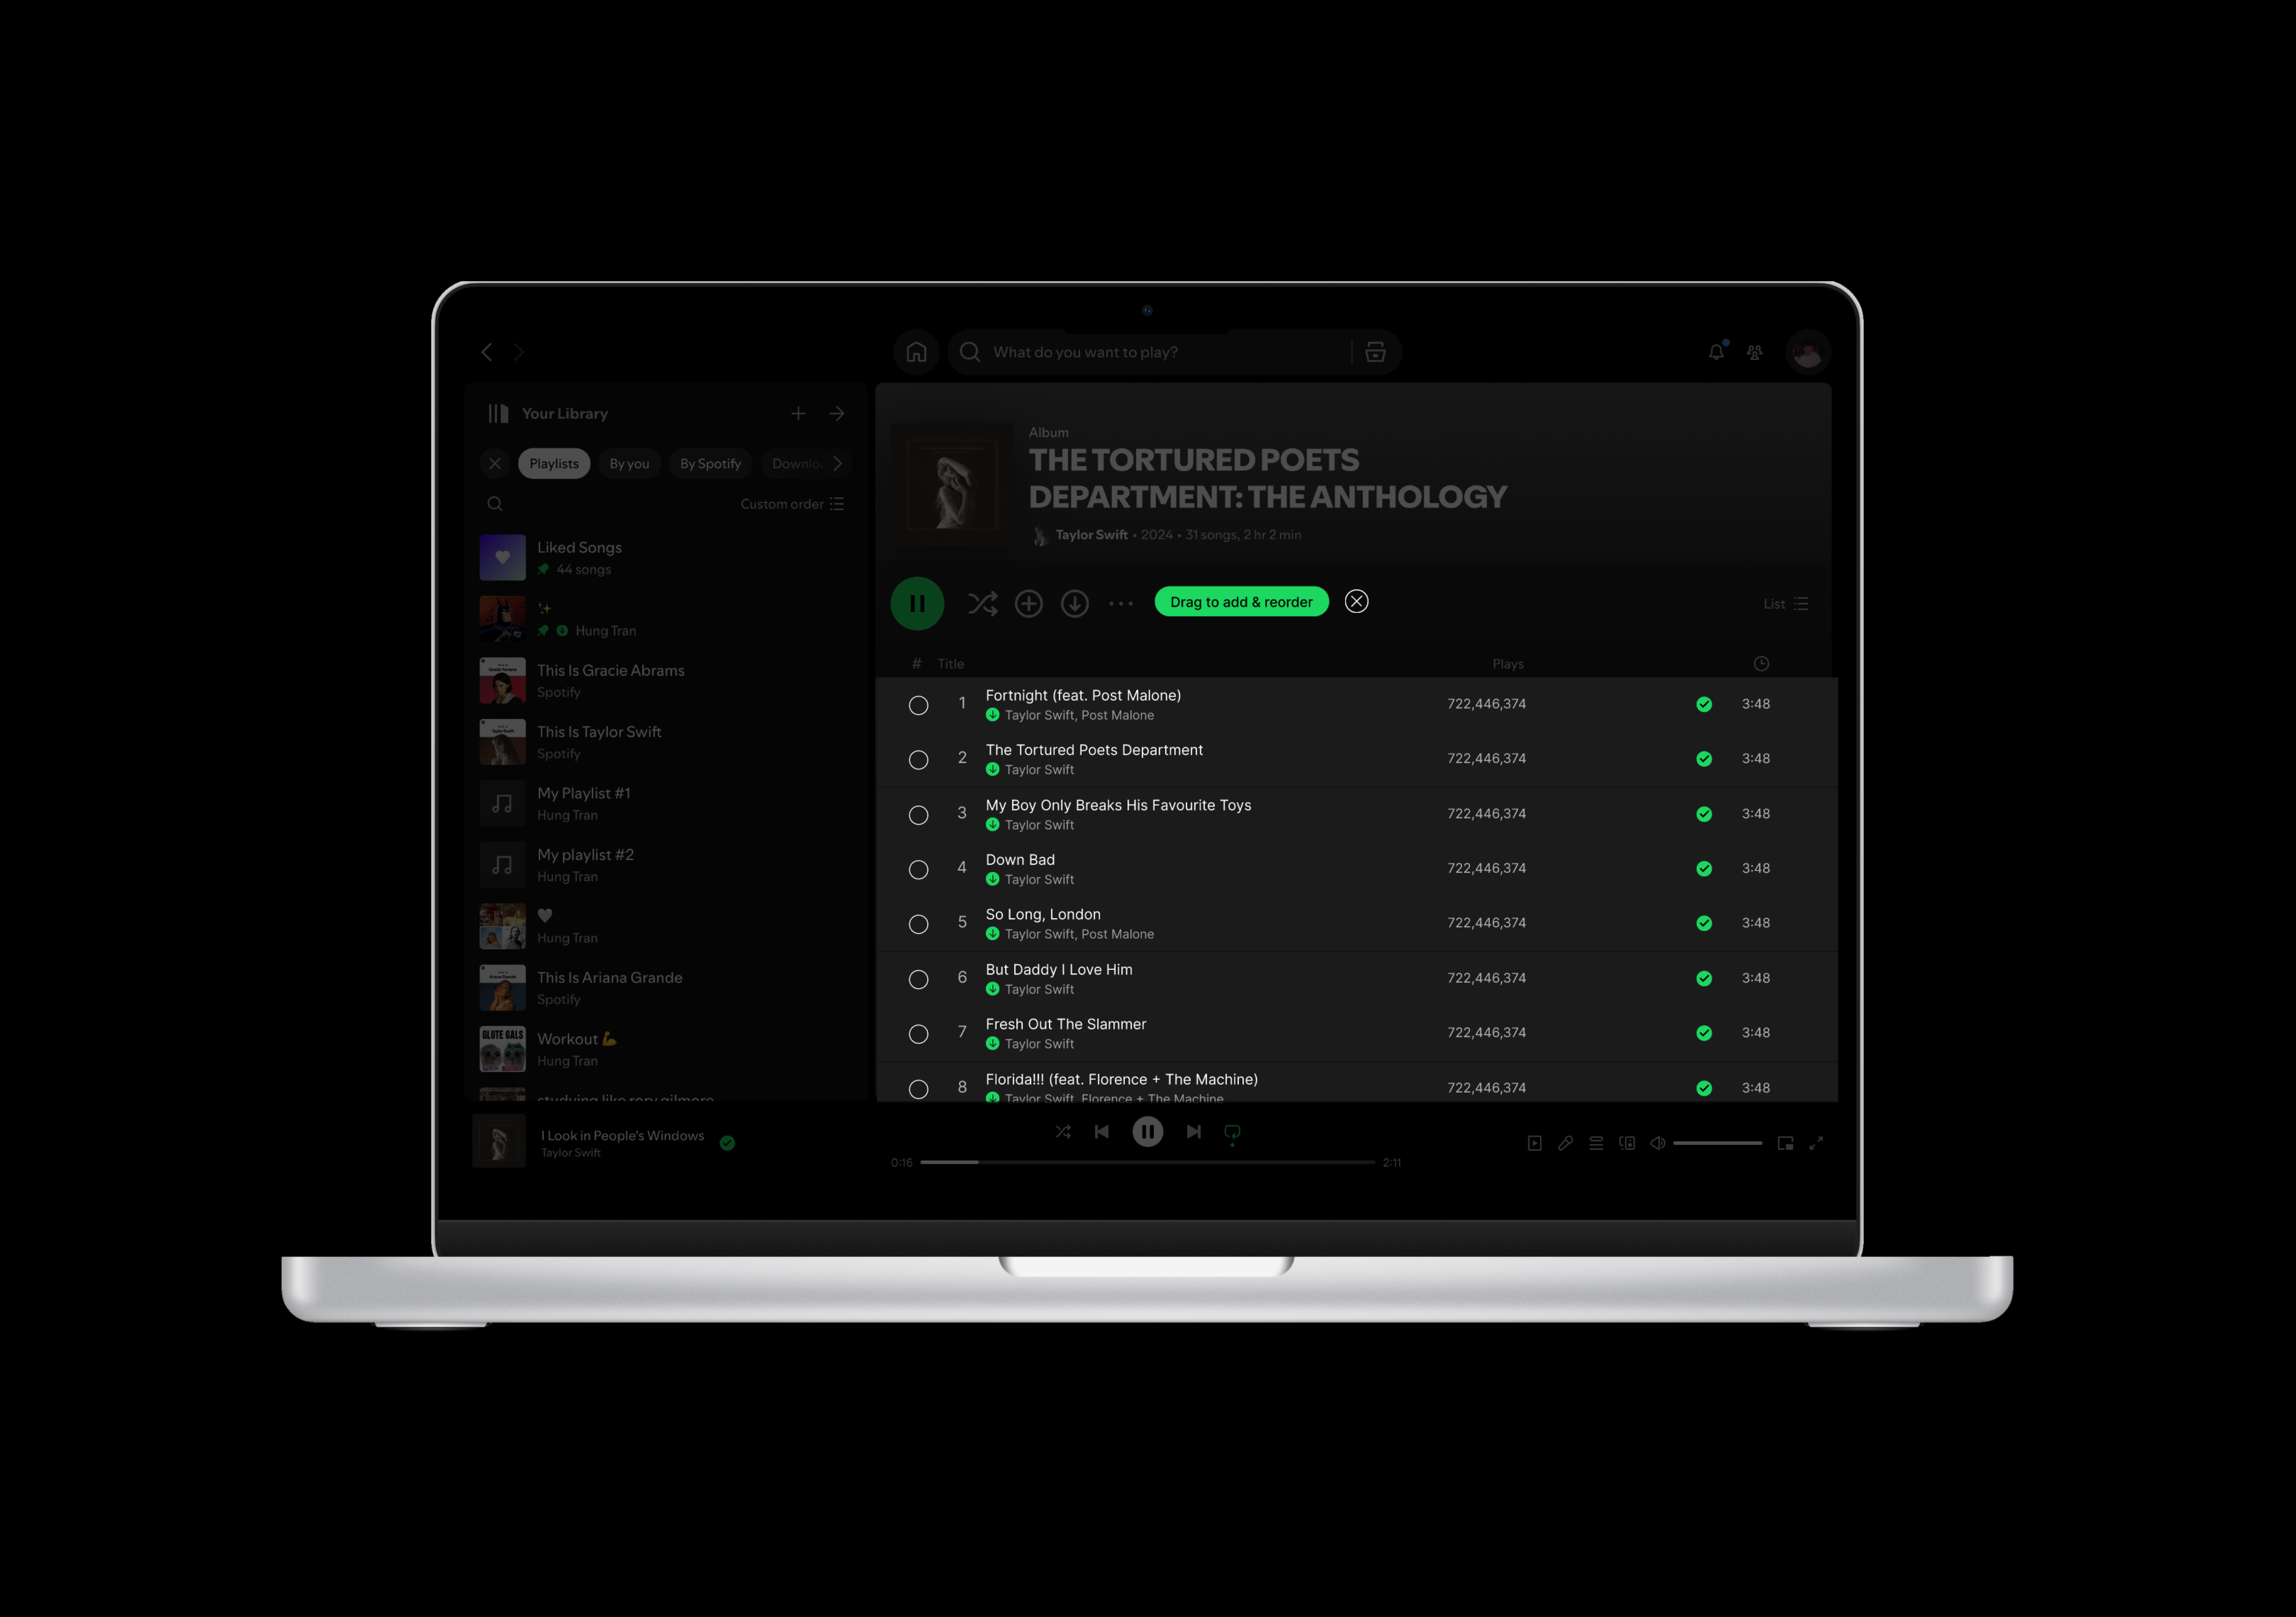 What do you want to play?
Your Library
Playlists
By you
By Spotify
Downlo
Custom order
Liked Songs
44 songs
✨
Hung Tran
This Is Gracie Abrams
Spotify
This Is Taylor Swift
Spotify
My Playlist #1
Hung Tran
My playlist #2
Hung Tran
🤍
Hung Tran
This Is Ariana Grande
Spotify
GLUTE GALS
Workout 💪
Hung Tran
studying like rory gilmore
Album
THE TORTURED POETS
DEPARTMENT: THE ANTHOLOGY
Taylor Swift • 2024 • 31 songs, 2 hr 2 min
Drag to add & reorder
List
# Title Plays
1 Fortnight (feat. Post Malone) 722,446,374 3:48
Taylor Swift, Post Malone
2 The Tortured Poets Department 722,446,374 3:48
Taylor Swift
3 My Boy Only Breaks His Favourite Toys 722,446,374 3:48
Taylor Swift
4 Down Bad 722,446,374 3:48
Taylor Swift
5 So Long, London 722,446,374 3:48
Taylor Swift, Post Malone
6 But Daddy I Love Him 722,446,374 3:48
Taylor Swift
7 Fresh Out The Slammer 722,446,374 3:48
Taylor Swift
8 Florida!!! (feat. Florence + The Machine) 722,446,374 3:48
Taylor Swift, Florence + The Machine
I Look in People's Windows
Taylor Swift
0:16
2:11